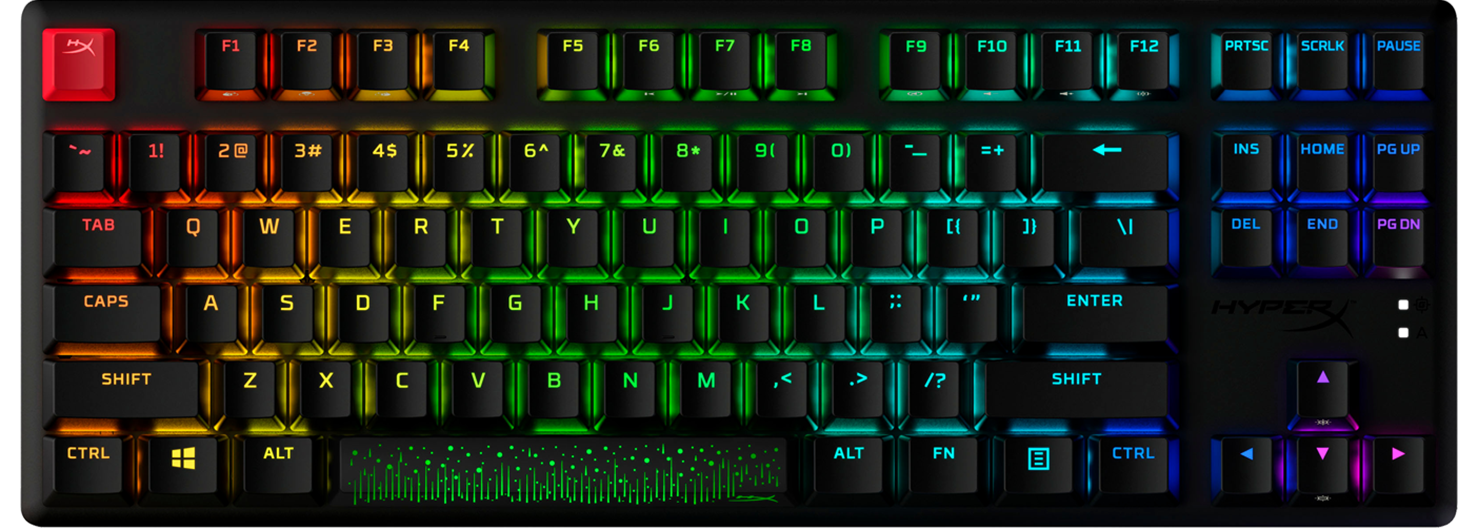 F1 F2 F3 F4 F5 F6 F7 F8 F9 F10 F11 F12 PRTSC SCRLK PAUSE
`~ 1! 2@ 3# 4$ 5% 6^ 7& 8* 9( 0) -_ =+ ← INS HOME PG UP
TAB Q W E R T Y U I O P [{ ]} \| DEL END PG DN
CAPS A S D F G H J K L ;: '" ENTER HYPERX™
A
SHIFT Z X C V B N M ,< .> /? SHIFT ▲
CTRL ALT ALT FN CTRL ◀ ▼ ▶